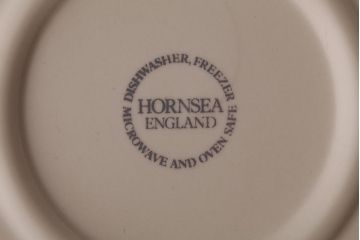 DISHWASHER, FREEZER
HORNSEA
ENGLAND
MICROWAVE AND OVEN SAFE